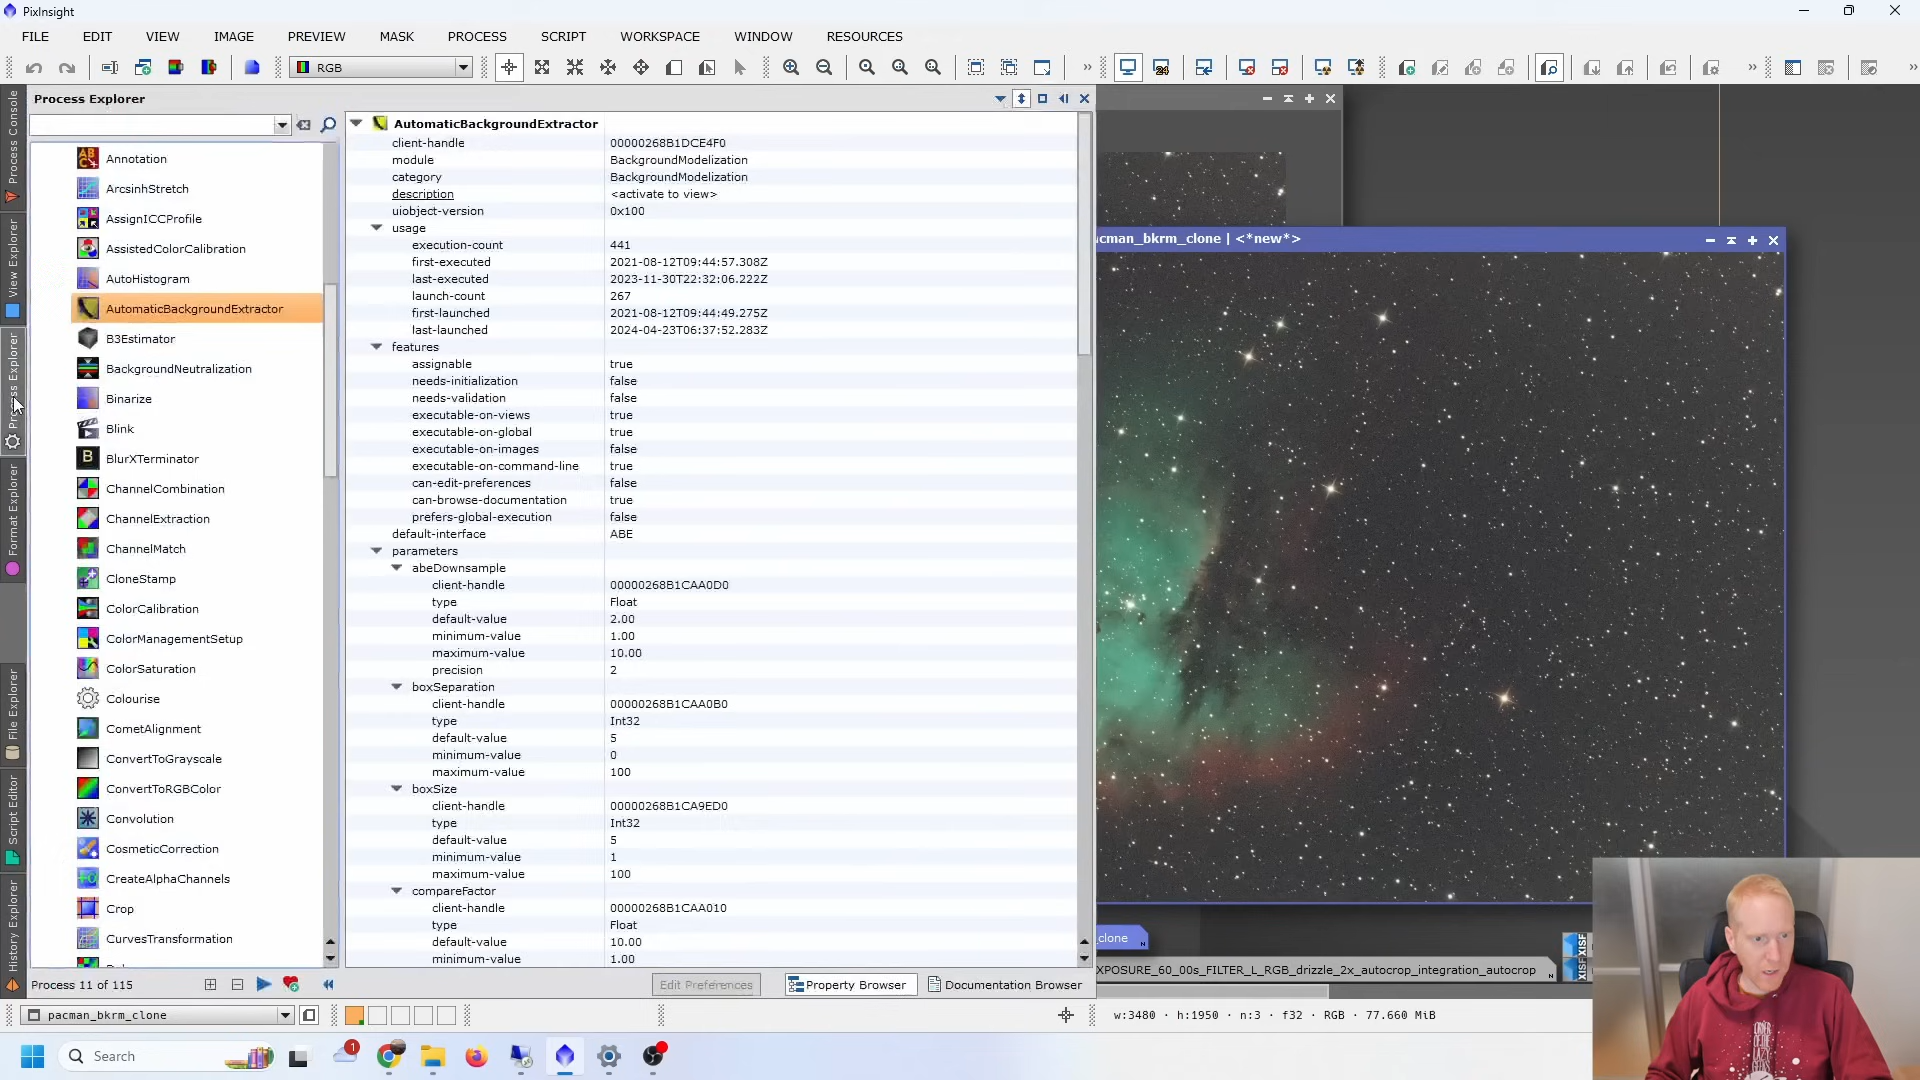 PixInsight
FILE EDIT VIEW IMAGE PREVIEW MASK PROCESS SCRIPT WORKSPACE WINDOW RESOURCES
RGB
24
Process Explorer
Process Console
View Explorer
Process Explorer
Format Explorer
File Explorer
Script Editor
History Explorer
Annotation
ArcsinhStretch
AssignICCProfile
AssistedColorCalibration
AutoHistogram
AutomaticBackgroundExtractor
B3Estimator
BackgroundNeutralization
Binarize
Blink
BlurXTerminator
ChannelCombination
ChannelExtraction
ChannelMatch
CloneStamp
ColorCalibration
ColorManagementSetup
ColorSaturation
Colourise
CometAlignment
ConvertToGrayscale
ConvertToRGBColor
Convolution
CosmeticCorrection
CreateAlphaChannels
Crop
CurvesTransformation
AutomaticBackgroundExtractor
client-handle 00000268B1DCE4F0
module BackgroundModelization
category BackgroundModelization
description <activate to view>
uiobject-version 0x100
usage
execution-count 441
first-executed 2021-08-12T09:44:57.308Z
last-executed 2023-11-30T22:32:06.222Z
launch-count 267
first-launched 2021-08-12T09:44:49.275Z
last-launched 2024-04-23T06:37:52.283Z
features
assignable true
needs-initialization false
needs-validation false
executable-on-views true
executable-on-global true
executable-on-images false
executable-on-command-line true
can-edit-preferences false
can-browse-documentation true
prefers-global-execution false
default-interface ABE
parameters
abeDownsample
client-handle 00000268B1CAA0D0
type Float
default-value 2.00
minimum-value 1.00
maximum-value 10.00
precision 2
boxSeparation
client-handle 00000268B1CAA0B0
type Int32
default-value 5
minimum-value 0
maximum-value 100
boxSize
client-handle 00000268B1CA9ED0
type Int32
default-value 5
minimum-value 1
maximum-value 100
compareFactor
client-handle 00000268B1CAA010
type Float
default-value 10.00
minimum-value 1.00
pacman_bkrm_clone | <*new*>
_clone
XPOSURE_60_00s_FILTER_L_RGB_drizzle_2x_autocrop_integration_autocrop
XISF
Process 11 of 115
Edit Preferences
Property Browser
Documentation Browser
pacman_bkrm_clone
w:3480 · h:1950 · n:3 · f32 · RGB · 77.660 MiB
Search
1